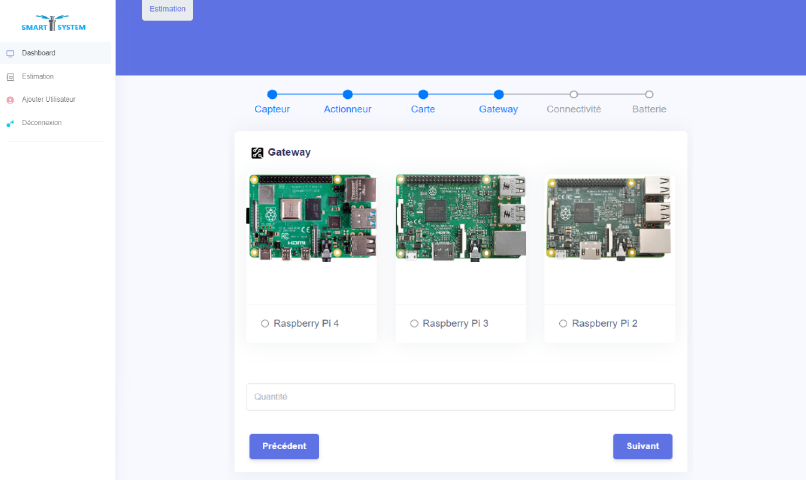 Estimation
SMART SYSTEM
Dashboard
Estimation
Ajouter Utilisateur
Déconnexion
Capteur Actionneur Carte Gateway Connectivité Batterie
Gateway
Raspberry Pi 4 Raspberry Pi 3 Raspberry Pi 2
Quantité
Précédent Suivant